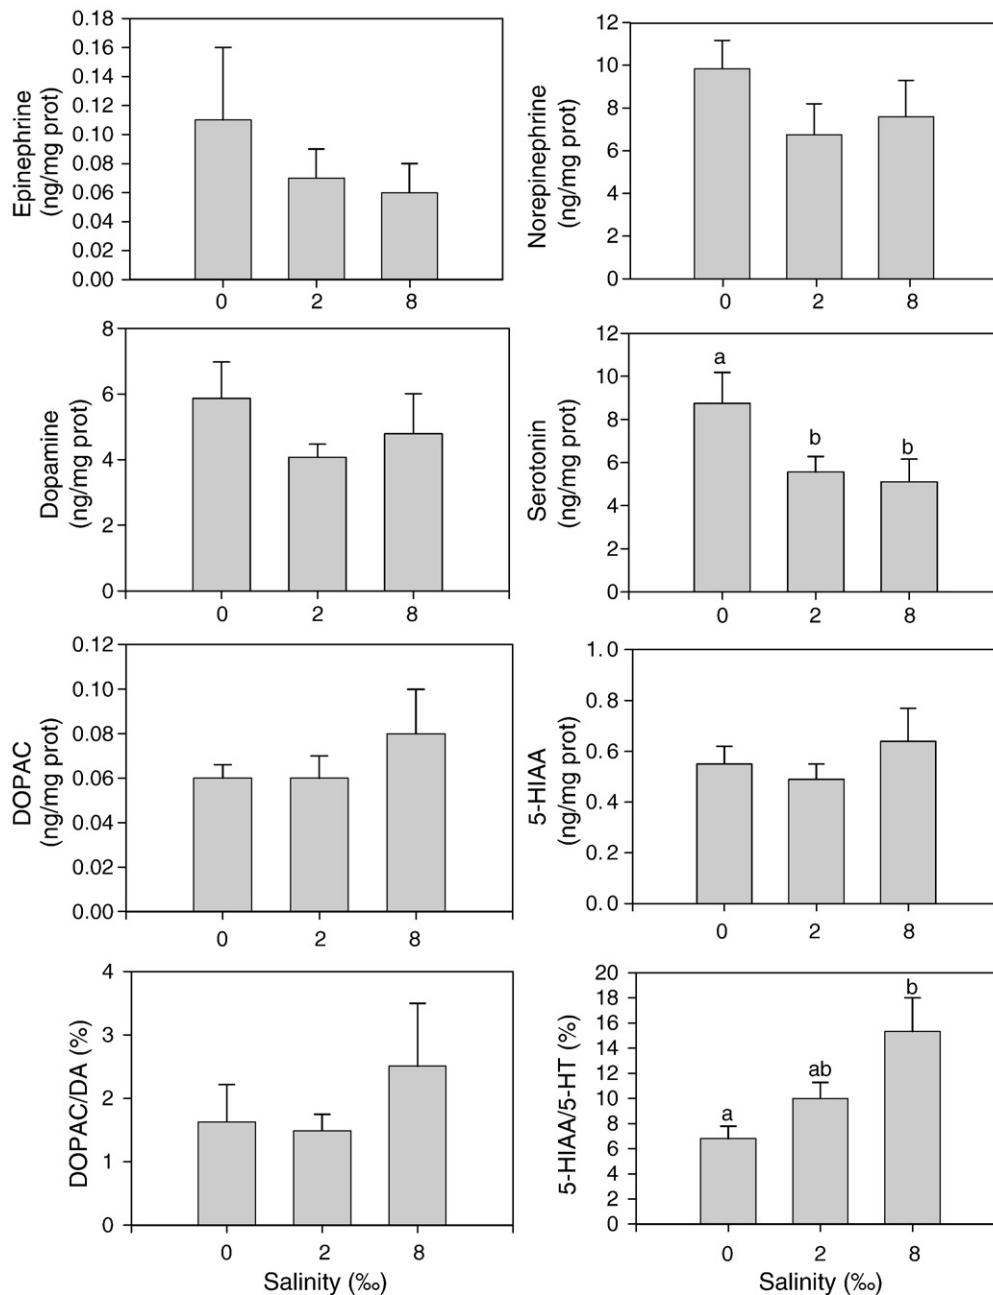 Epinephrine
(ng/mg prot)
0.18
0.16
0.14
0.12
0.10
0.08
0.06
0.04
0.02
0.00
0 2 8
Norepinephrine
(ng/mg prot)
12
10
8
6
4
2
0
0 2 8
Dopamine
(ng/mg prot)
8
6
4
2
0
0 2 8
Serotonin
(ng/mg prot)
12
10
8
6
4
2
0
a
b
b
0 2 8
DOPAC
(ng/mg prot)
0.12
0.10
0.08
0.06
0.04
0.02
0.00
0 2 8
5-HIAA
(ng/mg prot)
1.0
0.8
0.6
0.4
0.2
0.0
0 2 8
DOPAC/DA (%)
4
3
2
1
0
0 2 8
Salinity (‰)
5-HIAA/5-HT (%)
20
18
16
14
12
10
8
6
4
2
0
a
ab
b
0 2 8
Salinity (‰)